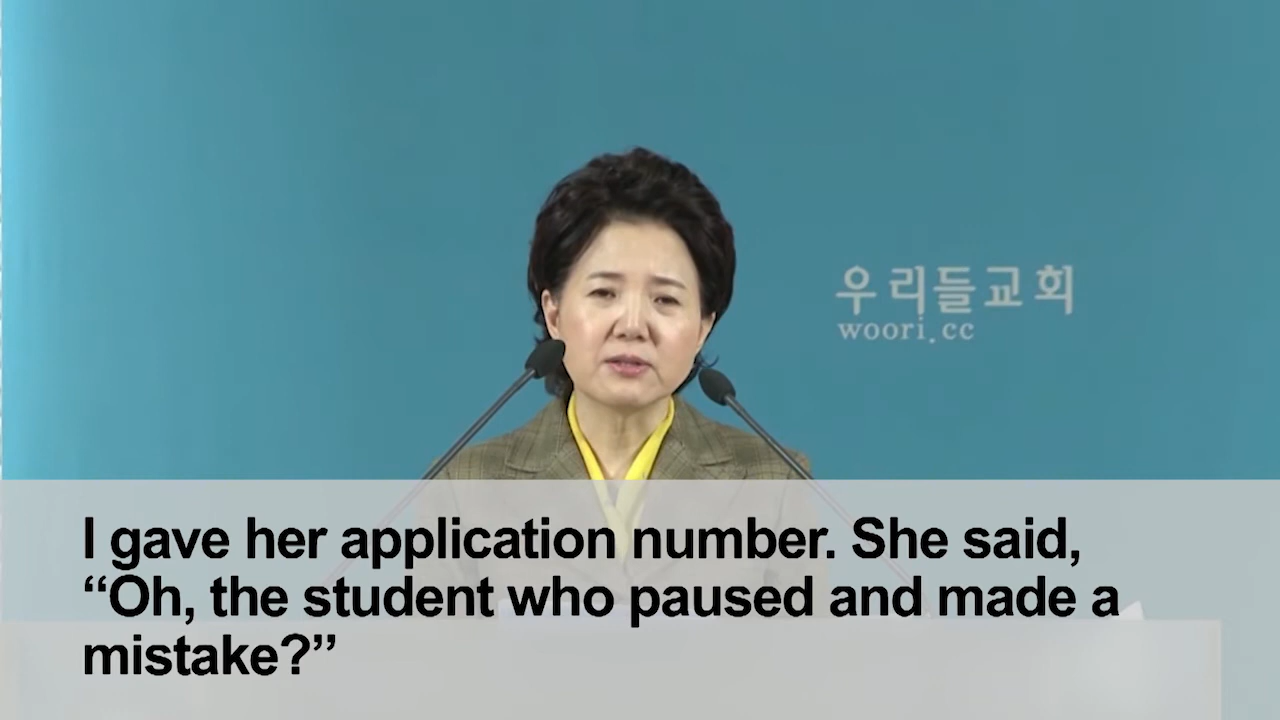 우리들교회
woori.cc
I gave her application number. She said,
“Oh, the student who paused and made a
mistake?”